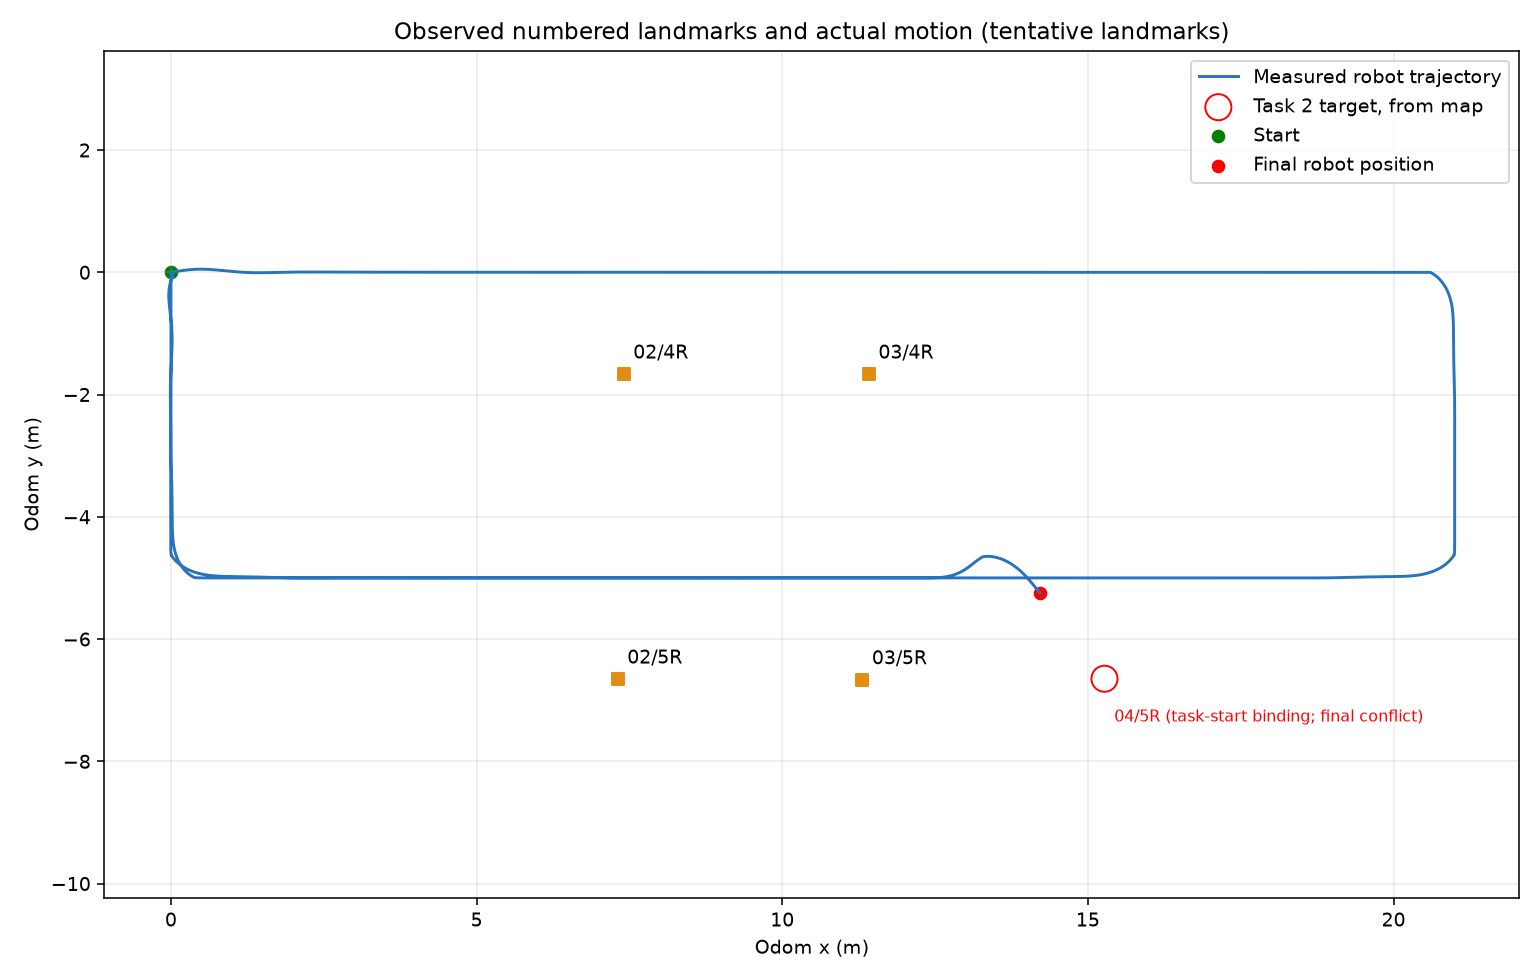 Observed numbered landmarks and actual motion (tentative landmarks)
Measured robot trajectory
Task 2 target, from map
Start
Final robot position
2
0
−2
−4
−6
−8
−10
Odom y (m)
02/4R
03/4R
02/5R
03/5R
04/5R (task-start binding; final conflict)
0
5
10
15
20
Odom x (m)